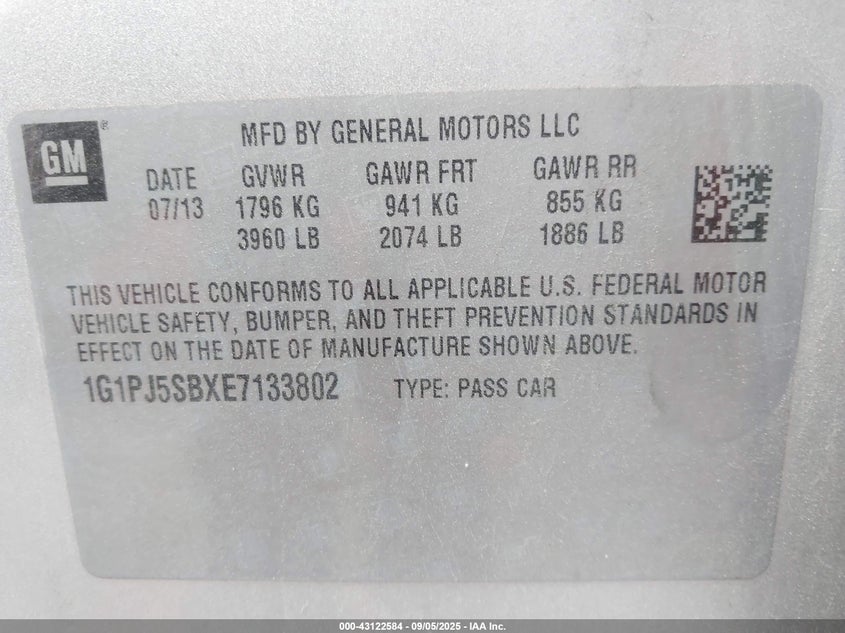 GM®
MFD BY GENERAL MOTORS LLC
DATE GVWR GAWR FRT GAWR RR
07/13 1796 KG 941 KG 855 KG
3960 LB 2074 LB 1886 LB
THIS VEHICLE CONFORMS TO ALL APPLICABLE U.S. FEDERAL MOTOR
VEHICLE SAFETY, BUMPER, AND THEFT PREVENTION STANDARDS IN
EFFECT ON THE DATE OF MANUFACTURE SHOWN ABOVE.
1G1PJ5SBXE7133802 TYPE: PASS CAR
000-43122584 - 09/05/2025 - IAA Inc.